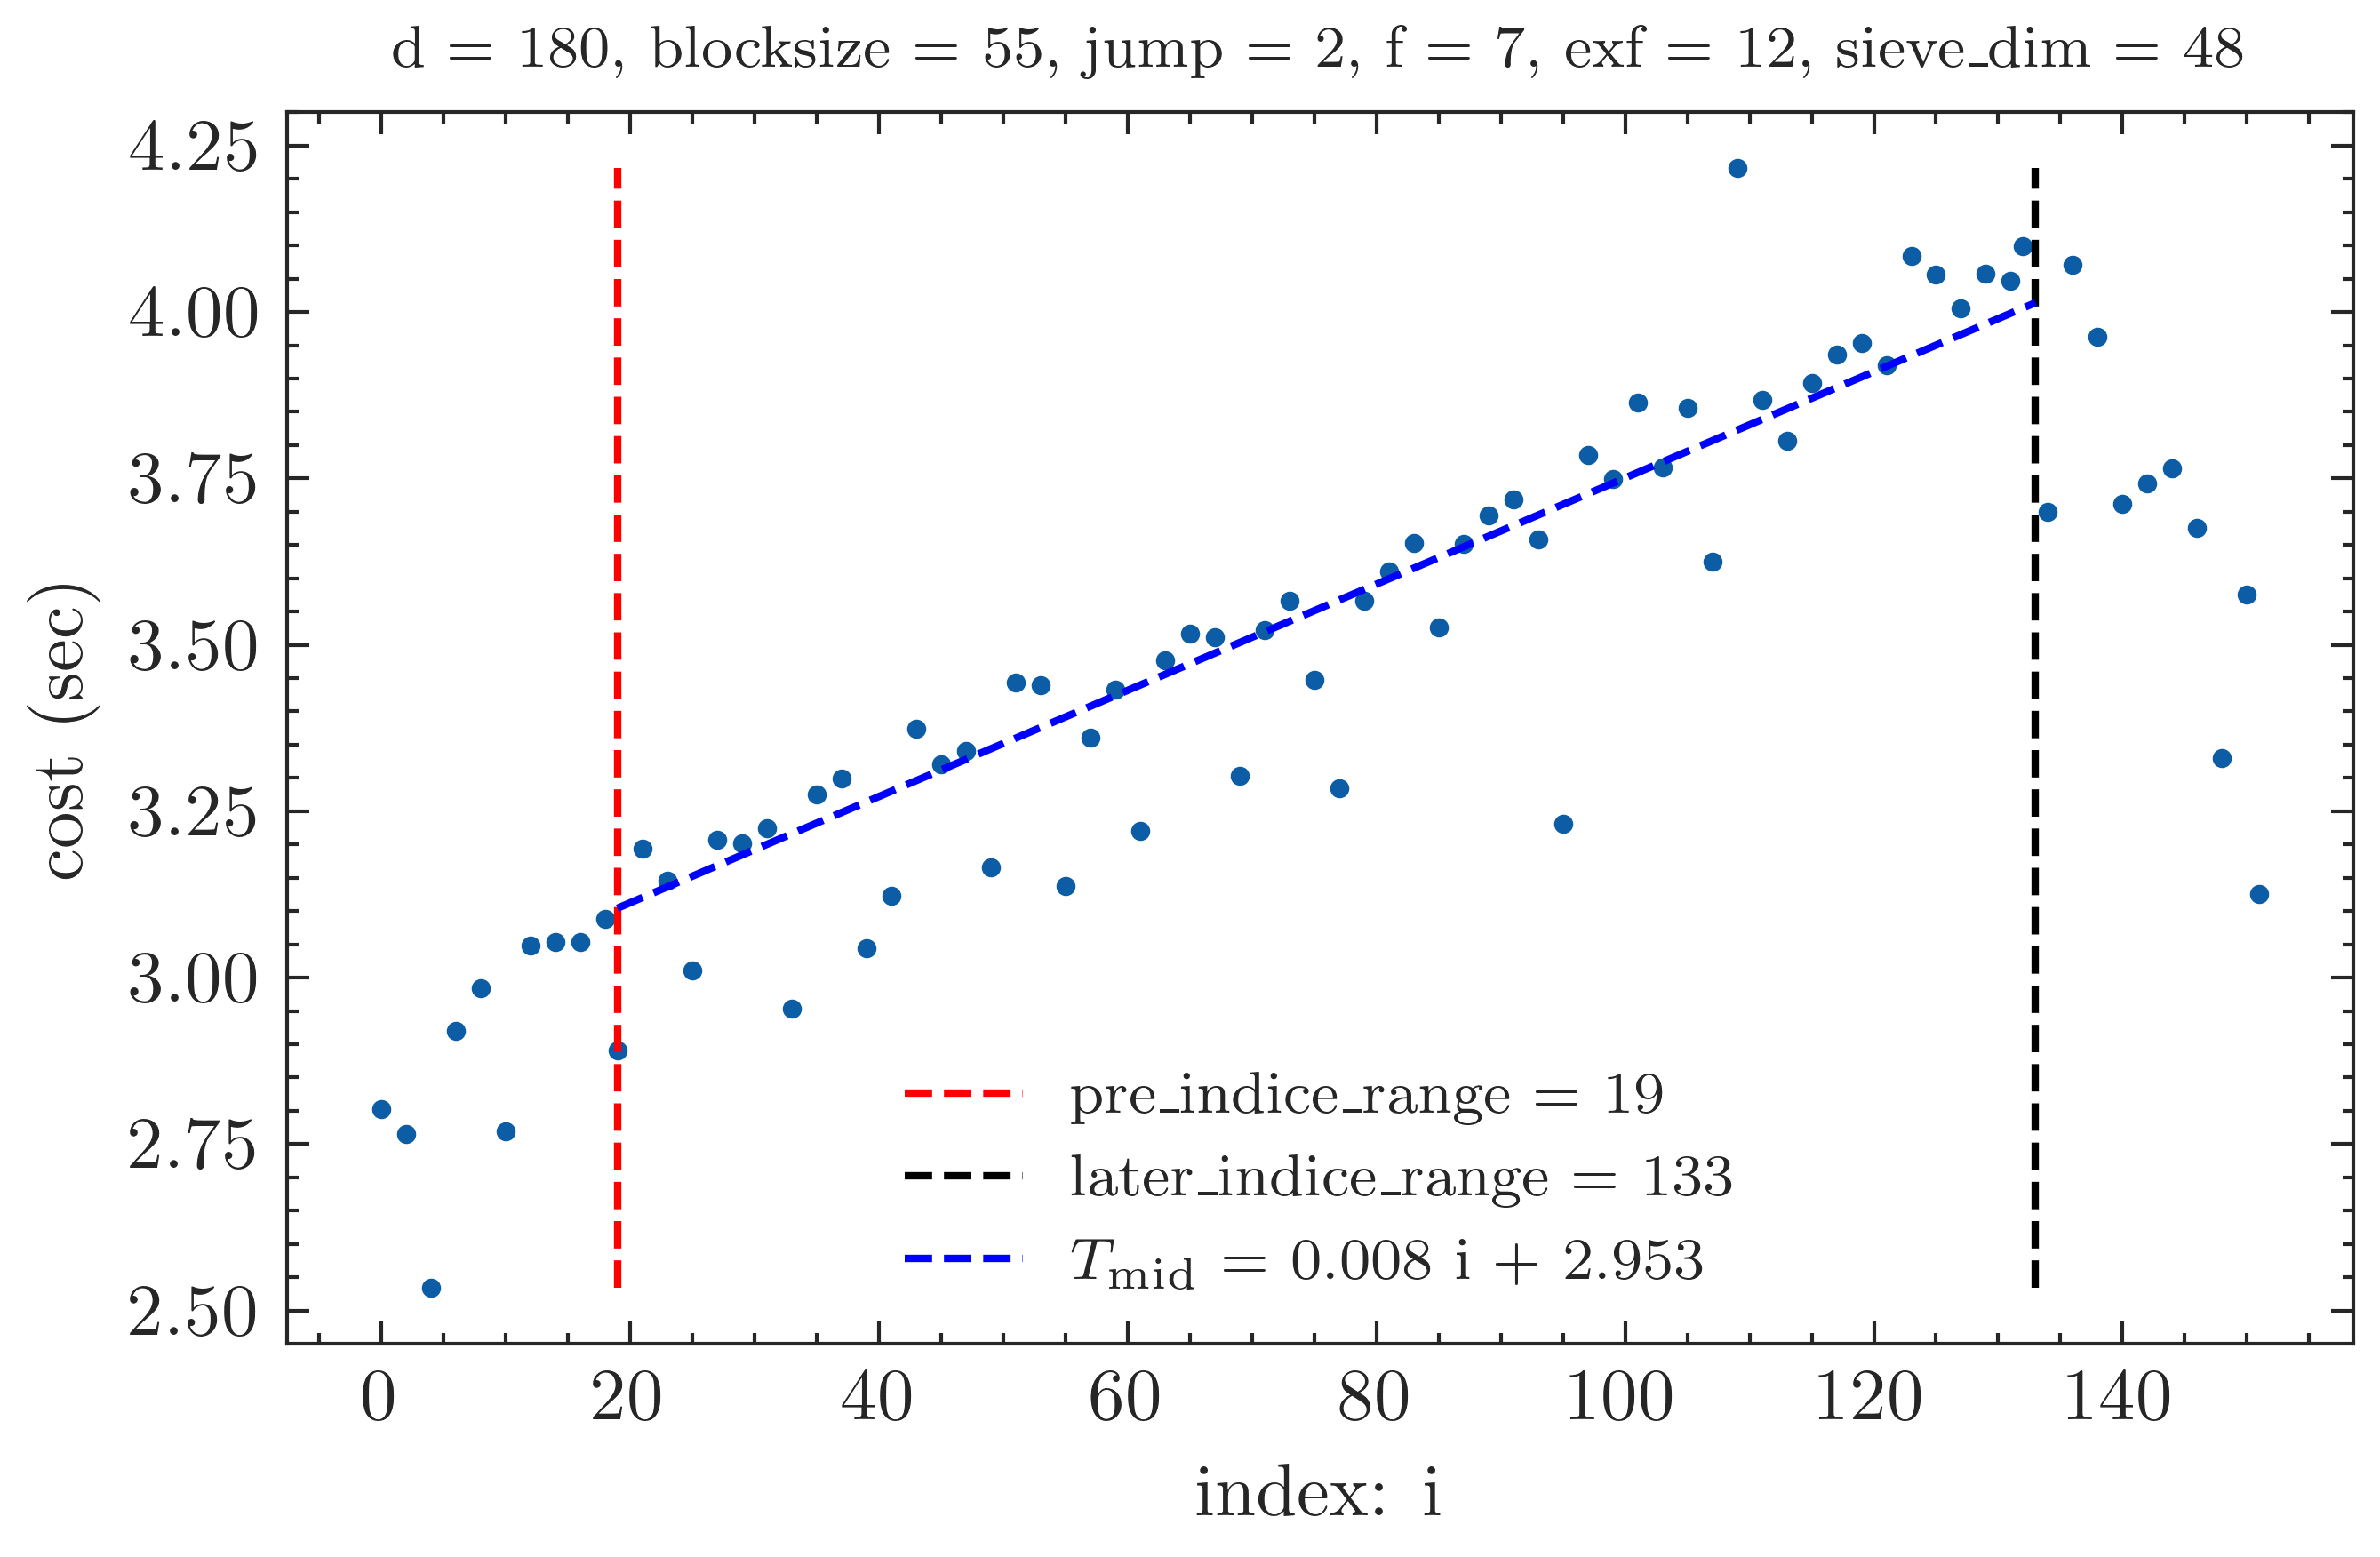 d = 180, blocksize = 55, jump = 2, f = 7, exf = 12, sieve_dim = 48
4.25
4.00
3.75
3.50
3.25
3.00
2.75
2.50
cost (sec)
pre_indice_range = 19
later_indice_range = 133
T_mid = 0.008 i + 2.953
0 20 40 60 80 100 120 140
index: i